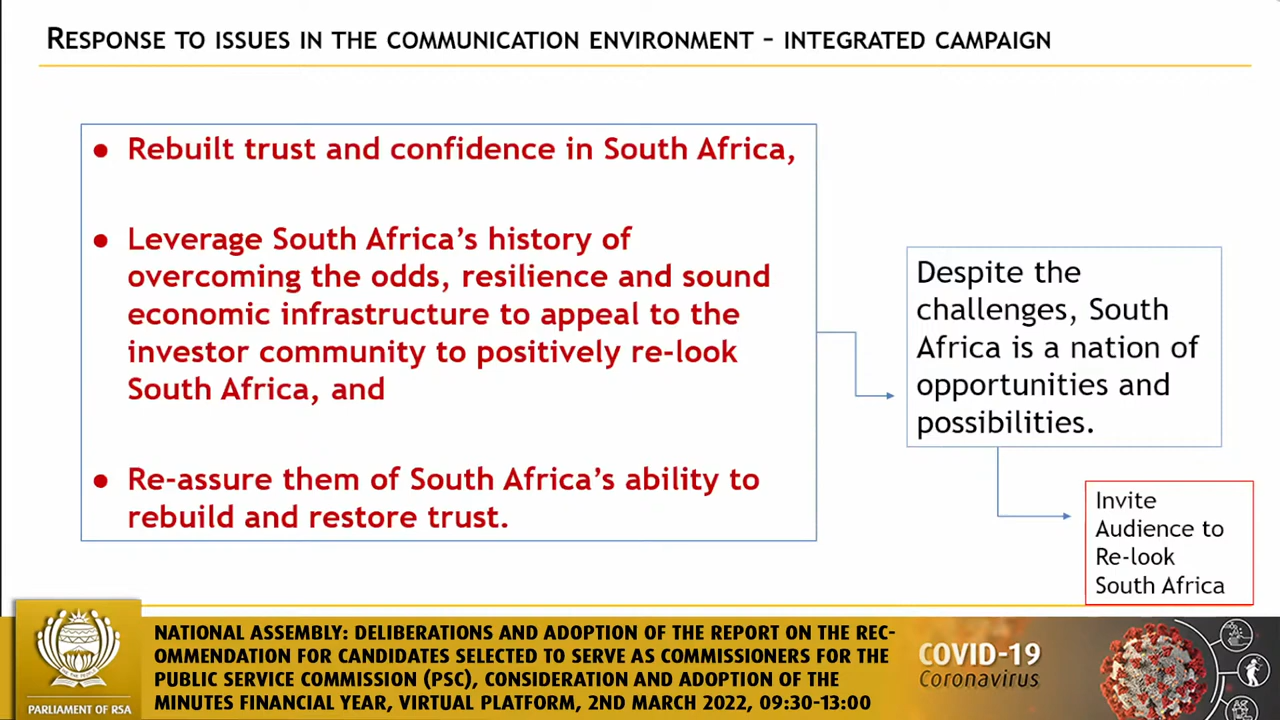 RESPONSE TO ISSUES IN THE COMMUNICATION ENVIRONMENT – INTEGRATED CAMPAIGN
● Rebuilt trust and confidence in South Africa,
● Leverage South Africa's history of
overcoming the odds, resilience and sound
economic infrastructure to appeal to the
investor community to positively re-look
South Africa, and
● Re-assure them of South Africa's ability to
rebuild and restore trust.
Despite the
challenges, South
Africa is a nation of
opportunities and
possibilities.
Invite
Audience to
Re-look
South Africa
NATIONAL ASSEMBLY: DELIBERATIONS AND ADOPTION OF THE REPORT ON THE REC-
OMMENDATION FOR CANDIDATES SELECTED TO SERVE AS COMMISSIONERS FOR THE
PUBLIC SERVICE COMMISSION (PSC), CONSIDERATION AND ADOPTION OF THE
MINUTES FINANCIAL YEAR, VIRTUAL PLATFORM, 2ND MARCH 2022, 09:30-13:00
PARLIAMENT OF RSA
COVID-19
Coronavirus